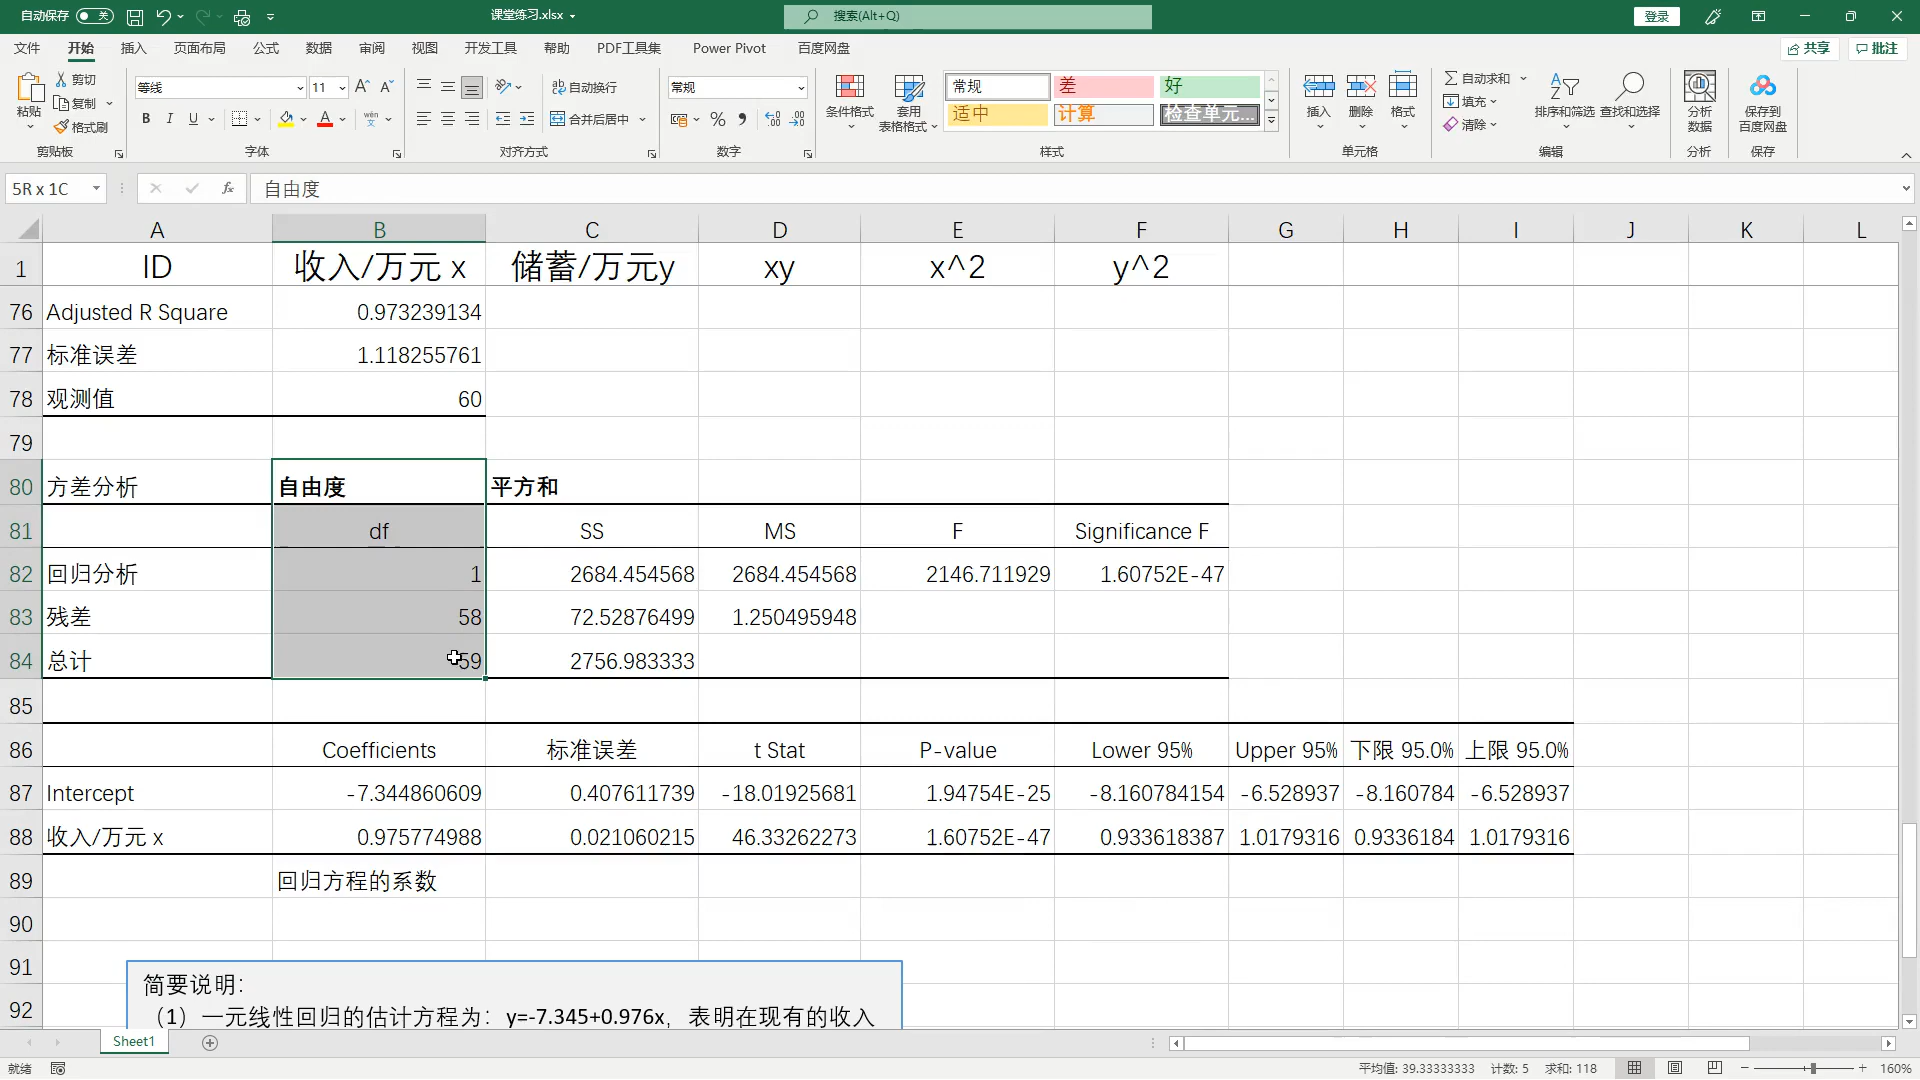 自动保存 关 课堂练习.xlsx 搜索(Alt+Q) 登录
文件 开始 插入 页面布局 公式 数据 审阅 视图 开发工具 帮助 PDF工具集 Power Pivot 百度网盘 共享 批注
粘贴 剪切 复制 格式刷 剪贴板
等线 11 B I U A wén 文 字体
自动换行 合并后居中 对齐方式
常规 % 数字
条件格式 套用 表格格式 常规 差 好 适中 计算 检查单元... 样式
插入 删除 格式 单元格
自动求和 填充 清除 排序和筛选 查找和选择 编辑
分析 数据 分析
保存到 百度网盘 保存
5R x 1C fx 自由度
A B C D E F G H I J K L
1 ID 收入/万元 x 储蓄/万元y xy x^2 y^2
76 Adjusted R Square 0.973239134
77 标准误差 1.118255761
78 观测值 60
79
80 方差分析 自由度 平方和
81 df SS MS F Significance F
82 回归分析 1 2684.454568 2684.454568 2146.711929 1.60752E-47
83 残差 58 72.52876499 1.250495948
84 总计 59 2756.983333
85
86 Coefficients 标准误差 t Stat P-value Lower 95% Upper 95% 下限 95.0% 上限 95.0%
87 Intercept -7.344860609 0.407611739 -18.01925681 1.94754E-25 -8.160784154 -6.528937 -8.160784 -6.528937
88 收入/万元 x 0.975774988 0.021060215 46.33262273 1.60752E-47 0.933618387 1.0179316 0.9336184 1.0179316
89 回归方程的系数
90
91 简要说明：
92 （1）一元线性回归的估计方程为：y=-7.345+0.976x，表明在现有的收入
Sheet1
就绪 平均值: 39.33333333 计数: 5 求和: 118 160%